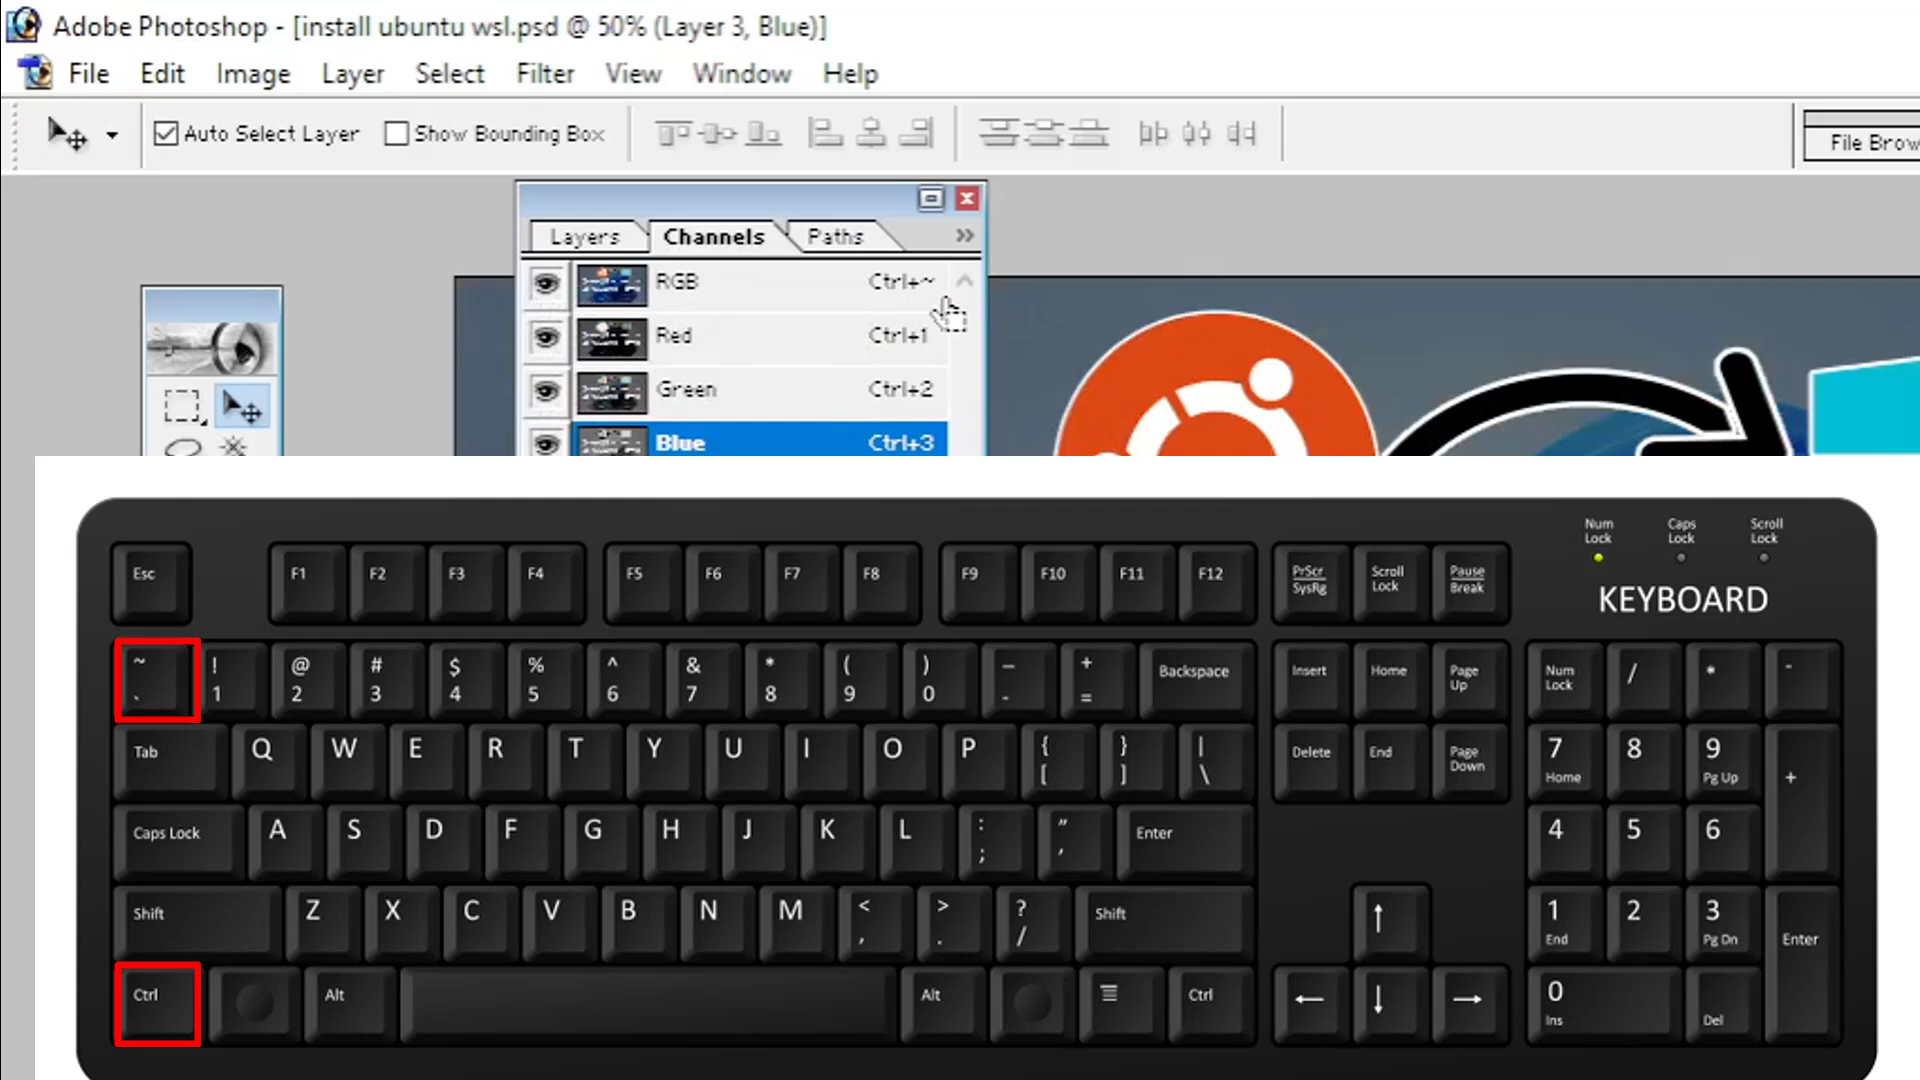 Adobe Photoshop - [install ubuntu wsl.psd @ 50% (Layer 3, Blue)]
File Edit Image Layer Select Filter View Window Help
Auto Select Layer Show Bounding Box
File Brow
Layers Channels Paths »
RGB Ctrl+~
Red Ctrl+1
Green Ctrl+2
Blue Ctrl+3
Num Lock Caps Lock Scroll Lock
Esc F1 F2 F3 F4 F5 F6 F7 F8 F9 F10 F11 F12 PrScr SysRg Scroll Lock Pause Break
KEYBOARD
~ ! @ # $ % ^ & * ( ) _ + Backspace Insert Home Page Up Num Lock / * -
` 1 2 3 4 5 6 7 8 9 0 - =
Tab Q W E R T Y U I O P { } | Delete End Page Down 7 8 9 +
[ ] \ Home Pg Up
Caps Lock A S D F G H J K L : " Enter 4 5 6
; '
Shift Z X C V B N M < > ? Shift ↑ 1 2 3 Enter
, . / End Pg Dn
Ctrl Alt Alt Ctrl ← ↓ → 0
Ins Del